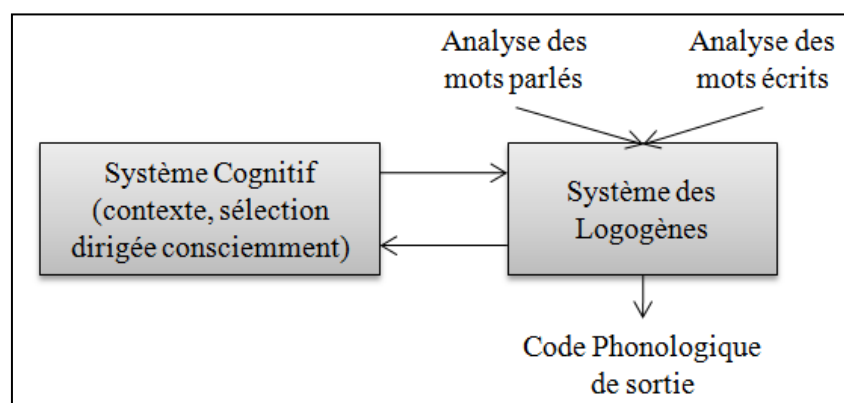 Analyse des
mots parlés
Analyse des
mots écrits
Système Cognitif
(contexte, sélection
dirigée consciemment)
Système des
Logogènes
Code Phonologique
de sortie